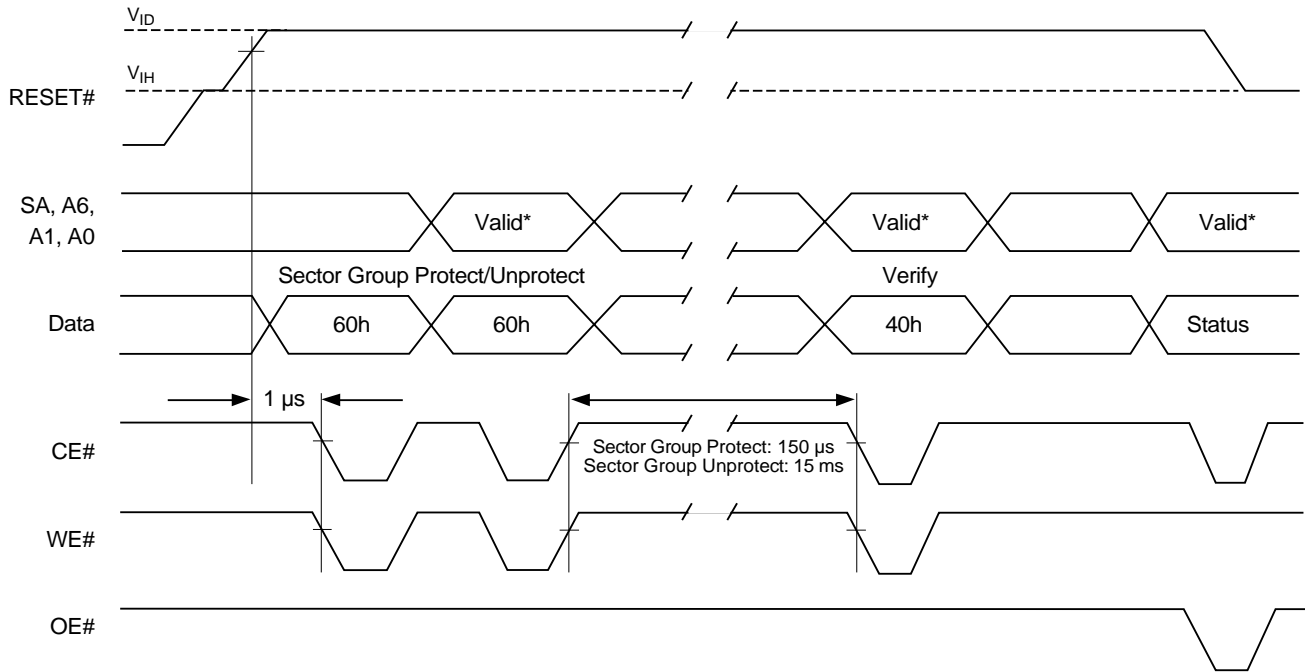 VID
VIH
RESET#
SA, A6,
A1, A0
Valid* Valid* Valid*
Sector Group Protect/Unprotect Verify
Data 60h 60h 40h Status
1 µs
CE#
Sector Group Protect: 150 µs
Sector Group Unprotect: 15 ms
WE#
OE#